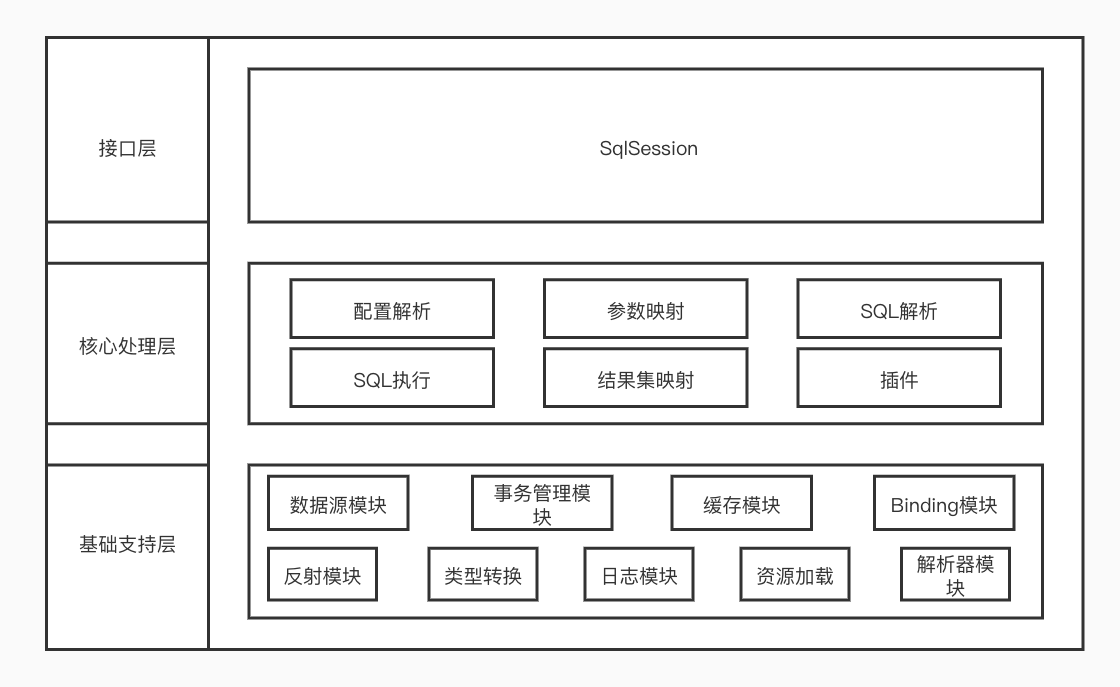 接口层
SqlSession
核心处理层
配置解析
参数映射
SQL解析
SQL执行
结果集映射
插件
基础支持层
数据源模块
事务管理模
块
缓存模块
Binding模块
反射模块
类型转换
日志模块
资源加载
解析器模
块